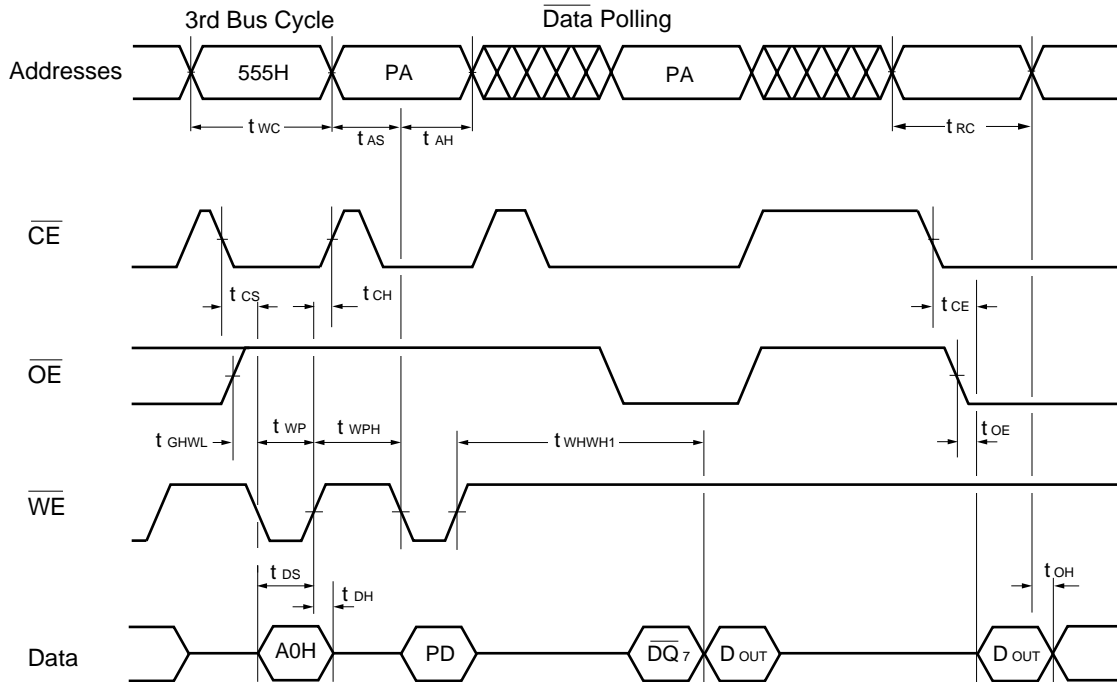 3rd Bus Cycle
Data Polling
Addresses
555H
PA
PA
t WC
t AS
t AH
t RC
CE
t CS
t CH
t CE
OE
t GHWL
t WP
t WPH
t WHWH1
t OE
WE
t DS
t DH
t OH
Data
A0H
PD
DQ 7
D OUT
D OUT